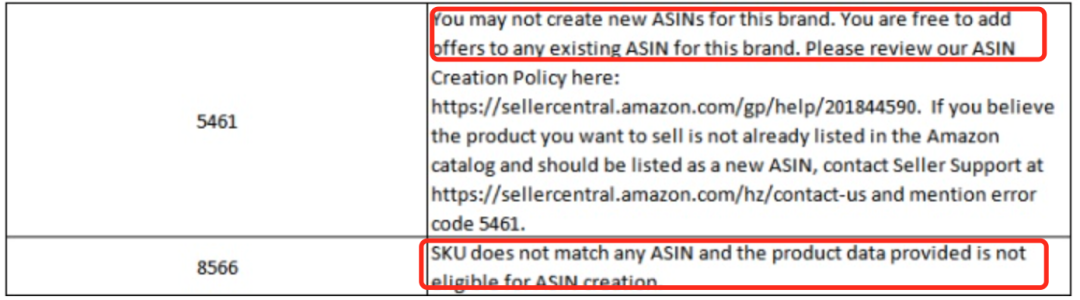 You may not create new ASINs for this brand. You are free to add
offers to any existing ASIN for this brand. Please review our ASIN
Creation Policy here:
https://sellercentral.amazon.com/gp/help/201844590.  If you believe
5461
the product you want to sell is not already listed in the Amazon
catalog and should be listed as a new ASIN, contact Seller Support at
https://sellercentral.amazon.com/hz/contact-us and mention error
code 5461.
SKU does not match any ASIN and the product data provided is not
8566
eligible for ASIN creation.